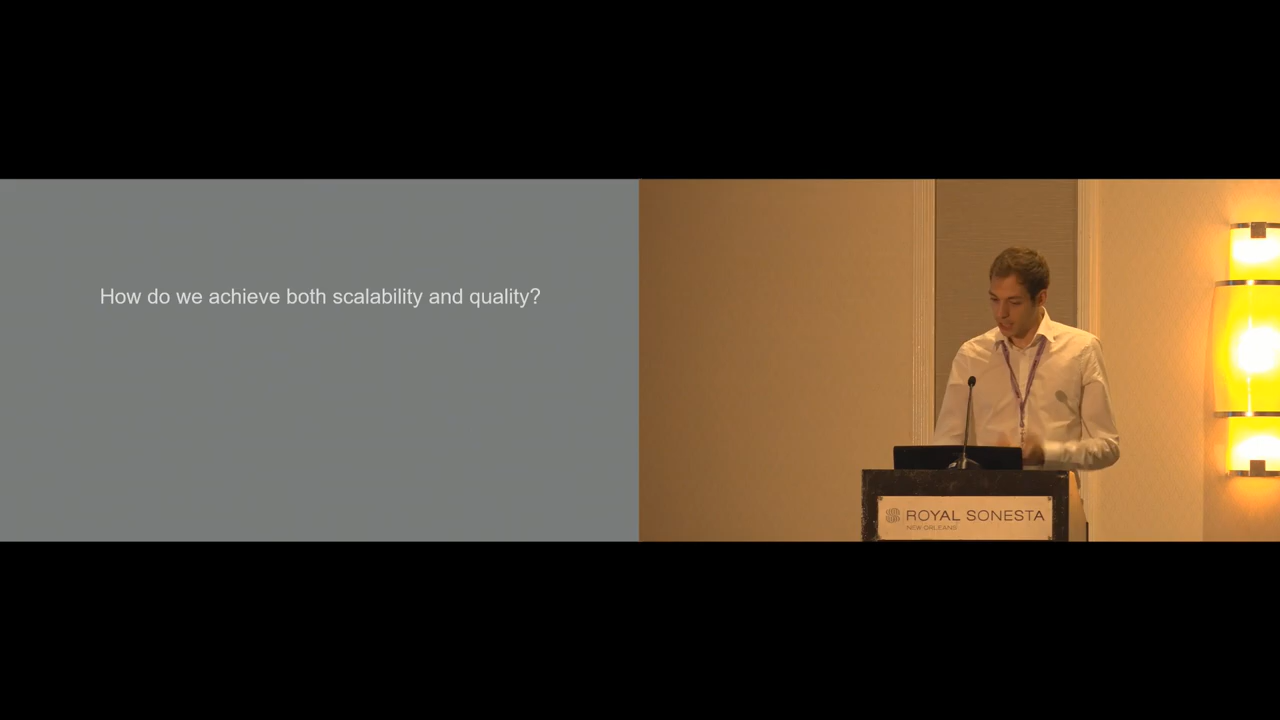 How do we achieve both scalability and quality?
ROYAL SONESTA
NEW ORLEANS